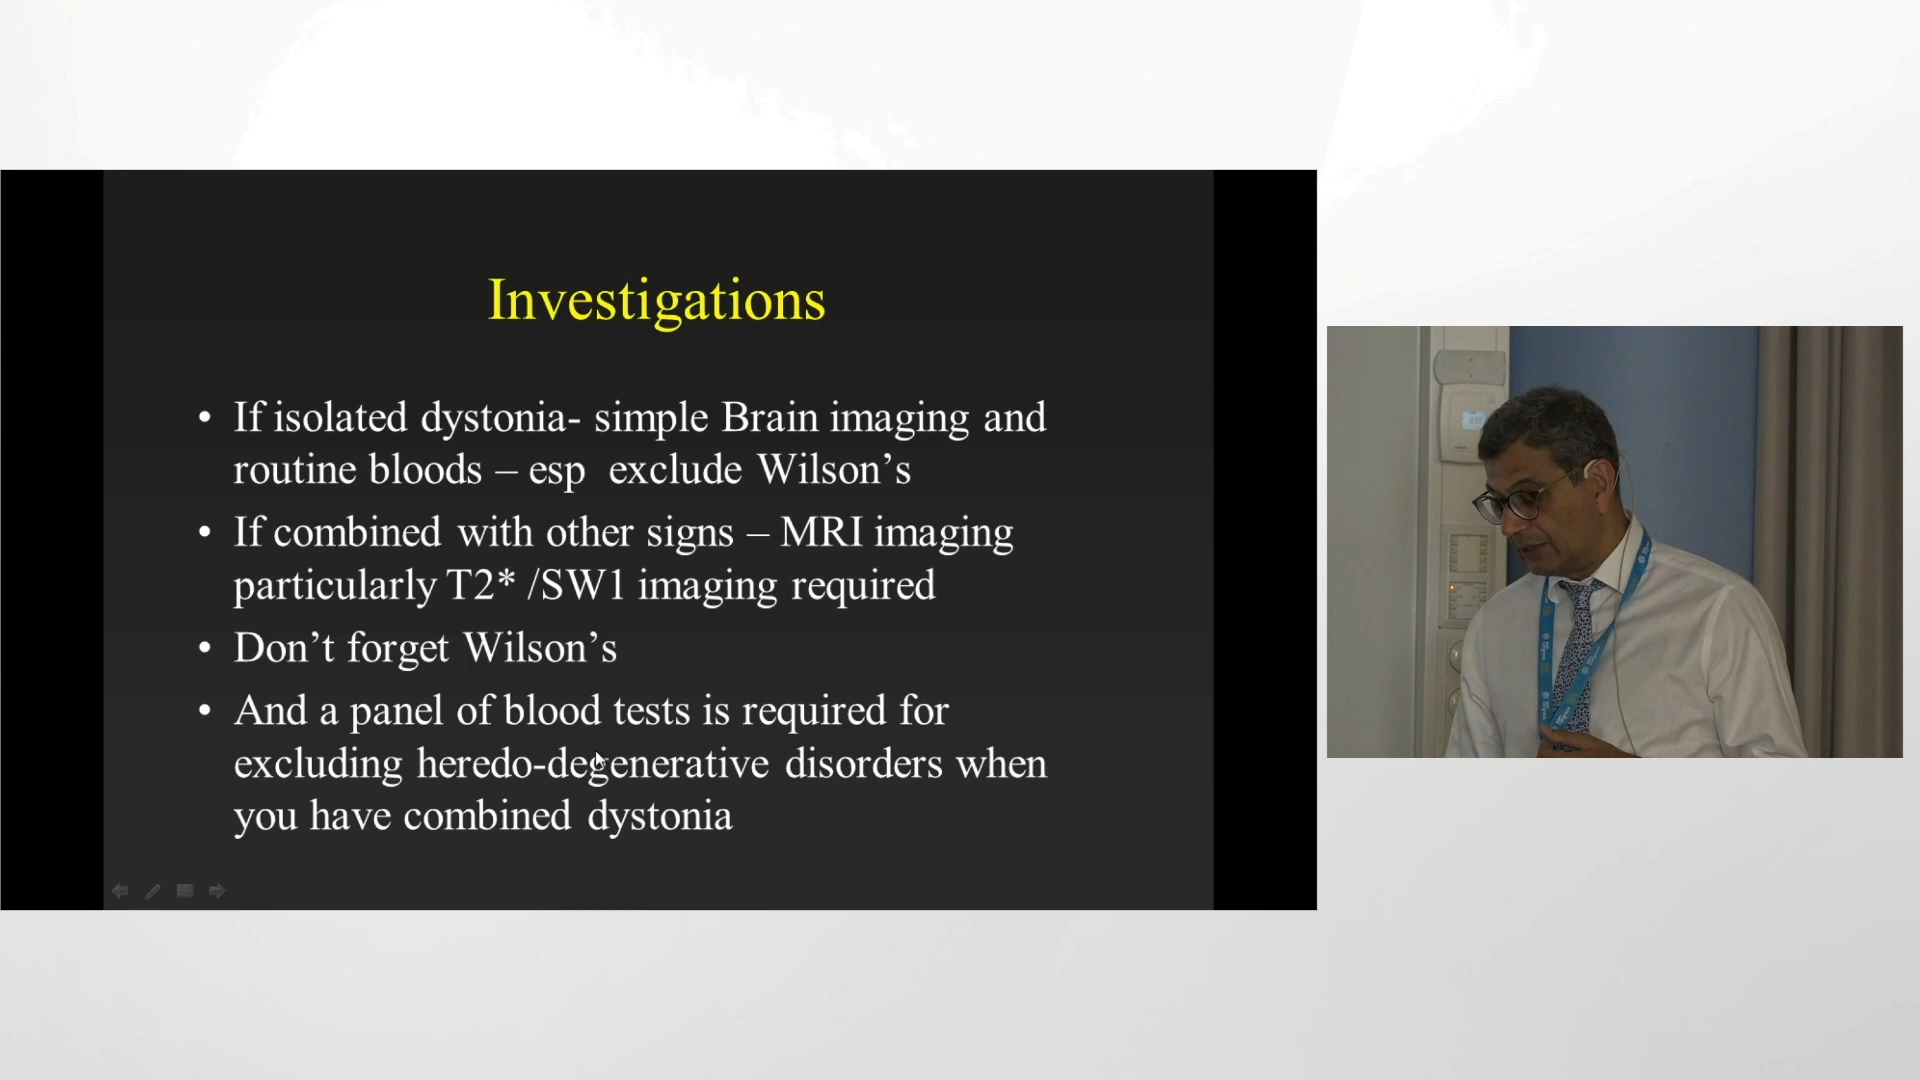 Investigations
• If isolated dystonia- simple Brain imaging and
routine bloods – esp exclude Wilson’s
• If combined with other signs – MRI imaging
particularly T2* /SW1 imaging required
• Don’t forget Wilson’s
• And a panel of blood tests is required for
excluding heredo-degenerative disorders when
you have combined dystonia